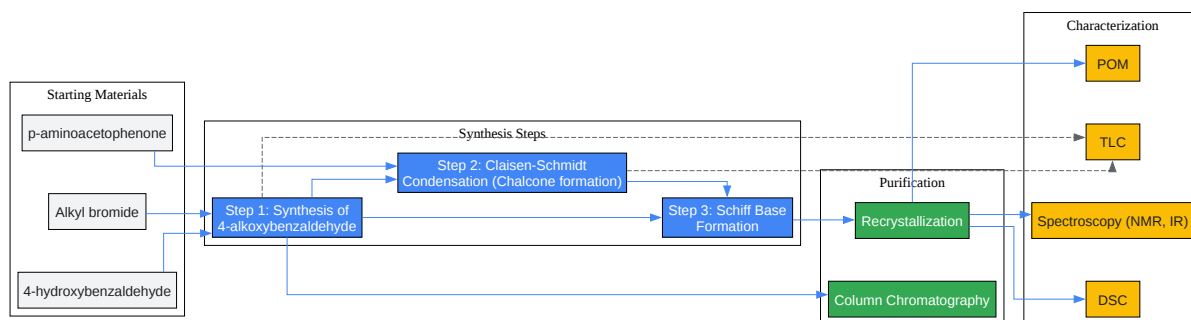 Starting Materials
p-aminoacetophenone
Alkyl bromide
4-hydroxybenzaldehyde
Synthesis Steps
Step 2: Claisen-Schmidt
Condensation (Chalcone formation)
Step 1: Synthesis of
4-alkoxybenzaldehyde
Step 3: Schiff Base
Formation
Purification
Recrystallization
Column Chromatography
Characterization
POM
TLC
Spectroscopy (NMR, IR)
DSC